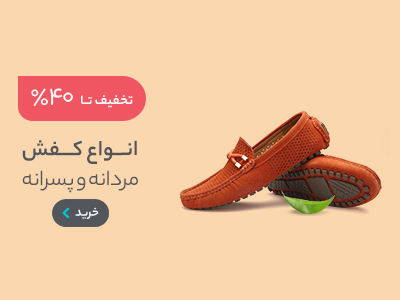 تخفیف تا ۴۰%
انواع کفش
مردانه و پسرانه
خرید